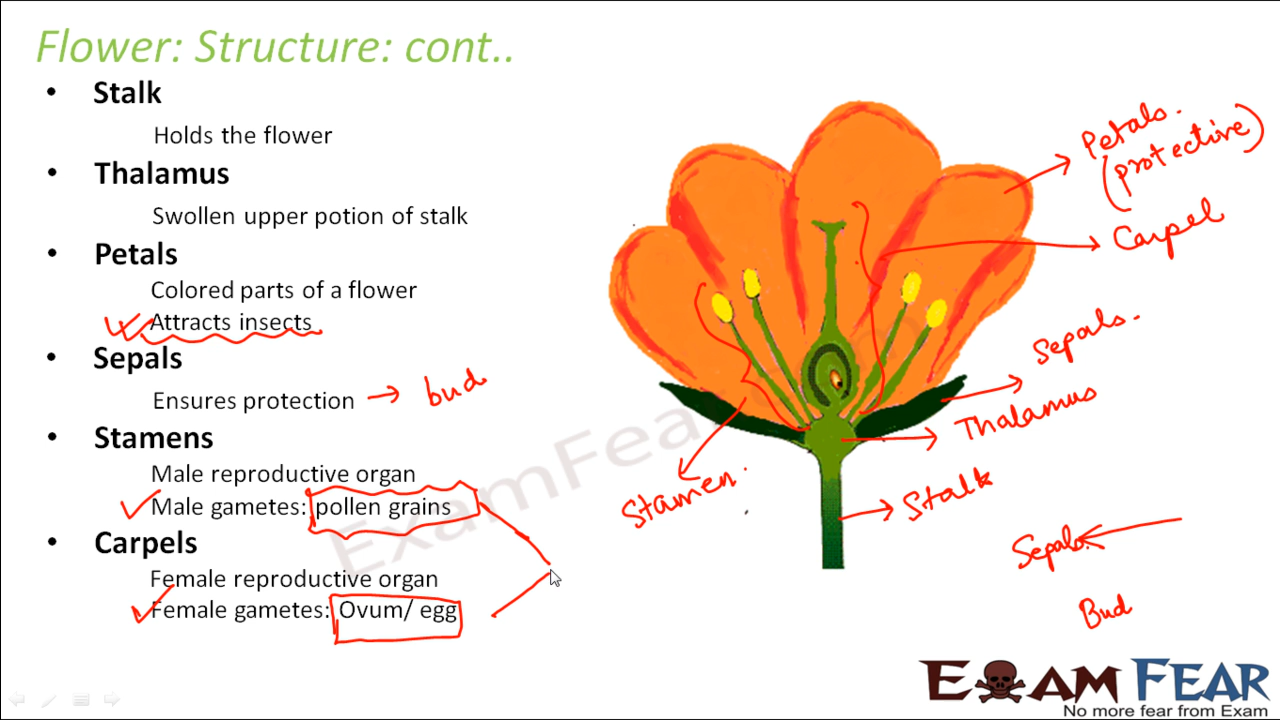 Flower: Structure: cont..
• Stalk
Holds the flower
• Thalamus
Swollen upper potion of stalk
• Petals
Colored parts of a flower
Attracts insects
• Sepals
Ensures protection → bud
• Stamens
Male reproductive organ
Male gametes: pollen grains
• Carpels
Female reproductive organ
Female gametes: Ovum/ egg
Petals.
(protective)
Carpel
Sepals.
Thalamus
Stamen.
Stalk
Sepals
Bud
ExamFear
EXAM FEAR
No more fear from Exam